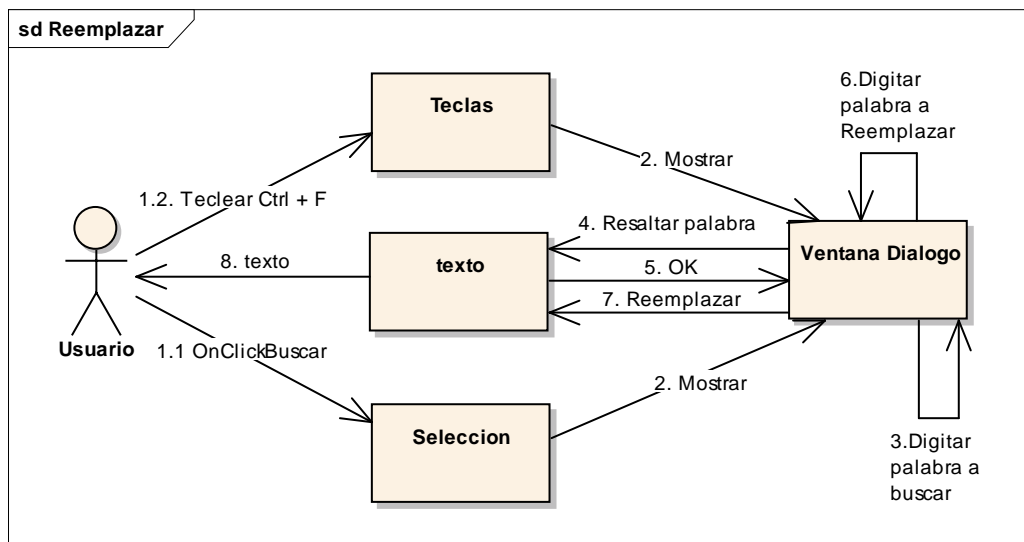 sd Reemplazar
6.Digitar
palabra a
Reemplazar
Teclas
2. Mostrar
1.2. Teclear Ctrl + F
4. Resaltar palabra
8. texto
texto
5. OK
Ventana Dialogo
7. Reemplazar
Usuario
1.1 OnClickBuscar
2. Mostrar
Seleccion
3.Digitar
palabra a
buscar